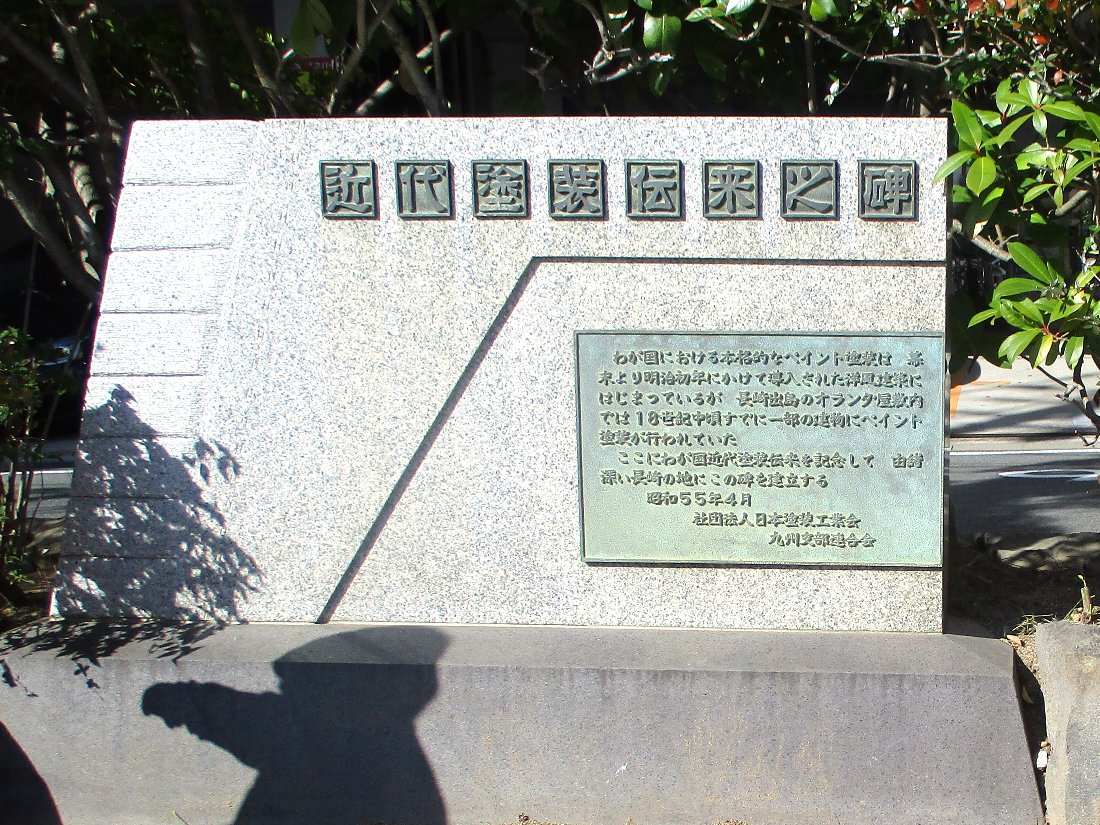 近代塗装伝来之碑
わが国における本格的なペイント塗装は 幕
末より明治初年にかけて導入された洋風建築に
はじまっているが 長崎出島のオランダ屋敷内
では18世紀中頃すでに一部の建物にペイント
塗装が行われていた
ここにわが国近代塗装伝来を記念して 由緒
深い長崎の地にこの碑を建立する
昭和55年4月
社団法人日本塗装工業会
九州支部連合会